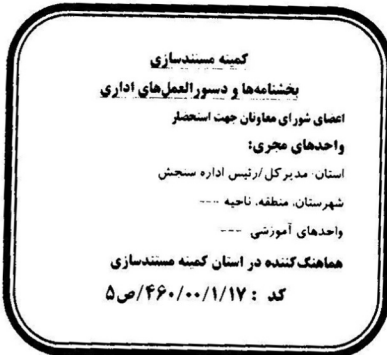 کمیته مستندسازی
بخشنامه‌ها و دستورالعمل‌های اداری
اعضای شورای معاونان جهت استحضار
واحدهای مجری:
استان: مدیرکل/رئیس اداره سنجش
شهرستان، منطقه، ناحیه ----
واحدهای آموزشی ---
هماهنگ‌کننده در استان کمیته مستندسازی
کد : ۴۶۰/۰۰/۱/۱۷/ص۵